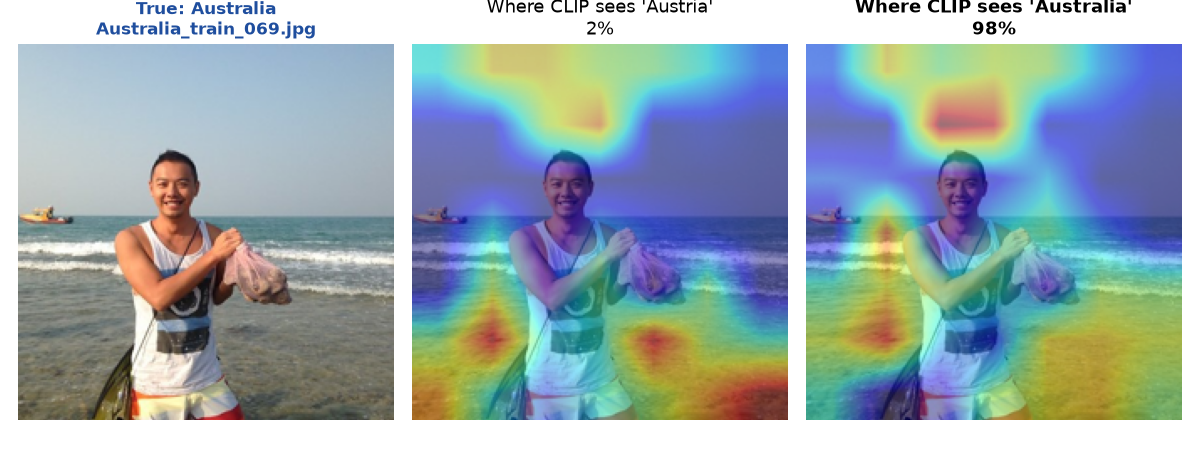 True: Australia
Australia_train_069.jpg
Where CLIP sees 'Austria'
2%
Where CLIP sees 'Australia'
98%